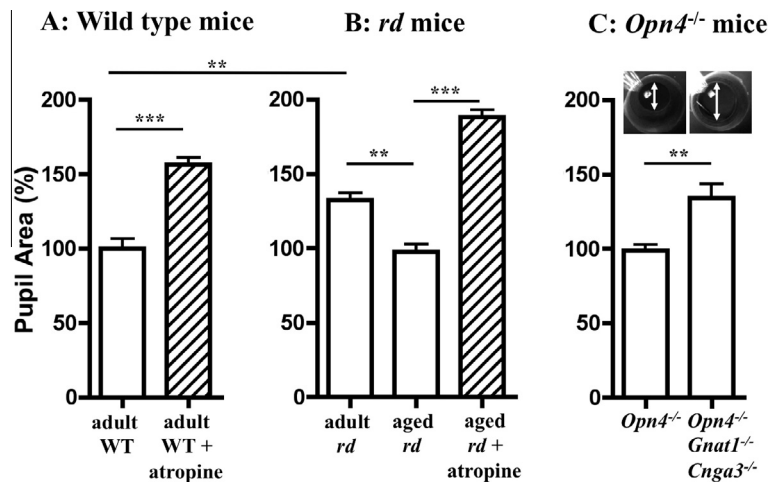 A: Wild type mice
B: rd mice
C: Opn4-/- mice
Pupil Area (%)
200
150
100
50
0
***
**
adult
WT
adult
WT +
atropine
200
150
100
50
0
**
***
adult
rd
aged
rd
aged
rd +
atropine
200
150
100
50
0
**
Opn4-/-
Opn4-/-
Gnat1-/-
Cnga3-/-